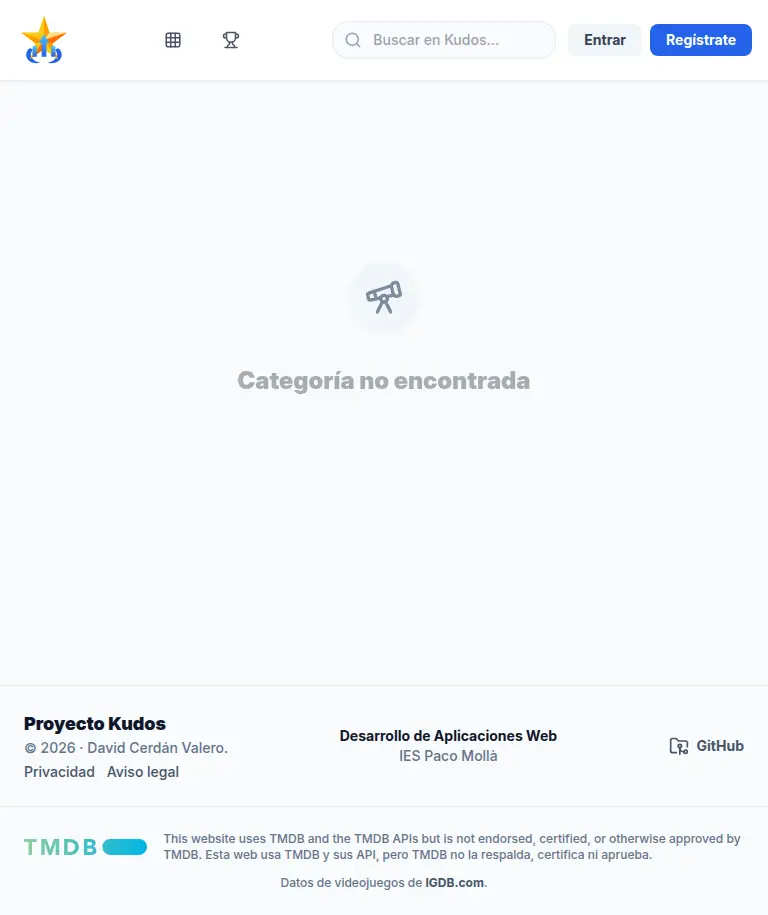 Buscar en Kudos...
Entrar
Regístrate
Categoría no encontrada
Proyecto Kudos
© 2026 · David Cerdán Valero.
Privacidad Aviso legal
Desarrollo de Aplicaciones Web
IES Paco Mollà
GitHub
TMDB
This website uses TMDB and the TMDB APIs but is not endorsed, certified, or otherwise approved by
TMDB. Esta web usa TMDB y sus API, pero TMDB no la respalda, certifica ni aprueba.
Datos de videojuegos de IGDB.com.